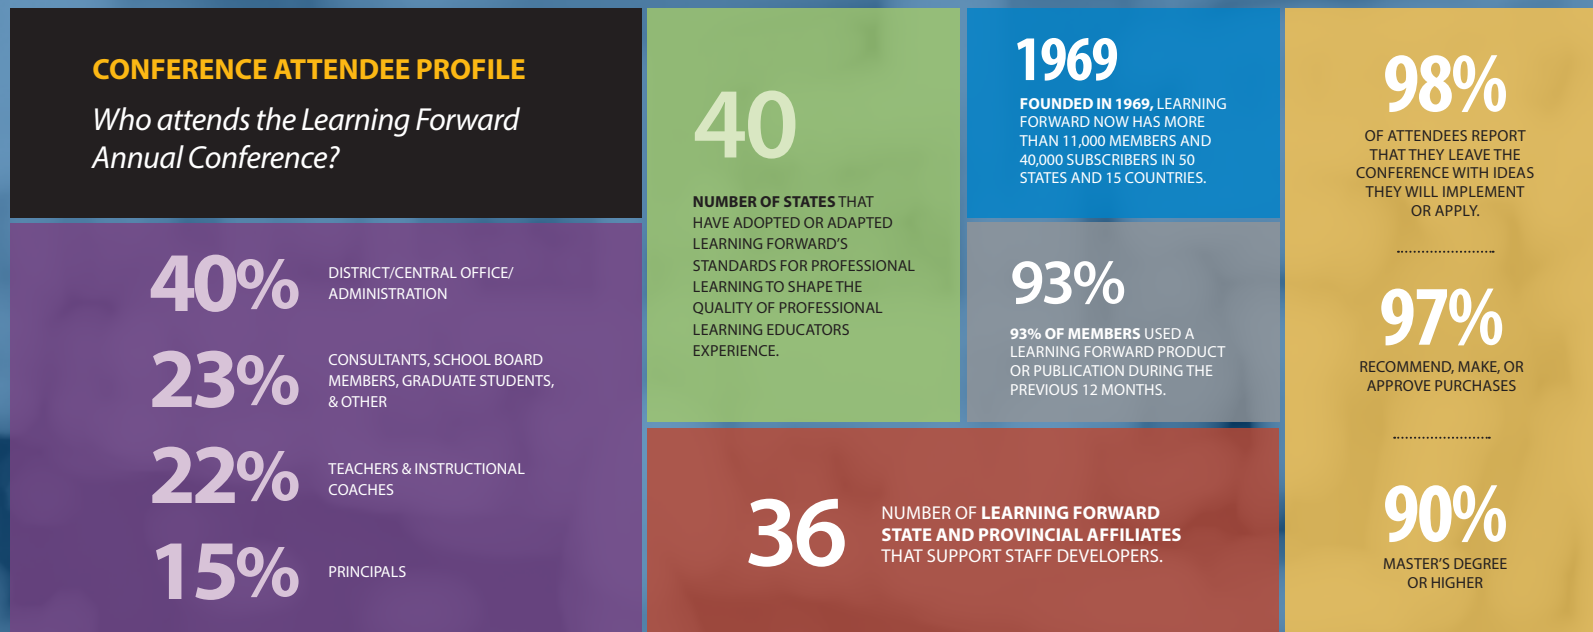 CONFERENCE ATTENDEE PROFILE
Who attends the Learning Forward
Annual Conference?
40%
DISTRICT/CENTRAL OFFICE/
ADMINISTRATION
23%
CONSULTANTS, SCHOOL BOARD
MEMBERS, GRADUATE STUDENTS,
& OTHER
22%
TEACHERS & INSTRUCTIONAL
COACHES
15%
PRINCIPALS
40
NUMBER OF STATES THAT
HAVE ADOPTED OR ADAPTED
LEARNING FORWARD’S
STANDARDS FOR PROFESSIONAL
LEARNING TO SHAPE THE
QUALITY OF PROFESSIONAL
LEARNING EDUCATORS
EXPERIENCE.
1969
FOUNDED IN 1969, LEARNING
FORWARD NOW HAS MORE
THAN 11,000 MEMBERS AND
40,000 SUBSCRIBERS IN 50
STATES AND 15 COUNTRIES.
93%
93% OF MEMBERS USED A
LEARNING FORWARD PRODUCT
OR PUBLICATION DURING THE
PREVIOUS 12 MONTHS.
36
NUMBER OF LEARNING FORWARD
STATE AND PROVINCIAL AFFILIATES
THAT SUPPORT STAFF DEVELOPERS.
98%
OF ATTENDEES REPORT
THAT THEY LEAVE THE
CONFERENCE WITH IDEAS
THEY WILL IMPLEMENT
OR APPLY.
97%
RECOMMEND, MAKE, OR
APPROVE PURCHASES
90%
MASTER’S DEGREE
OR HIGHER